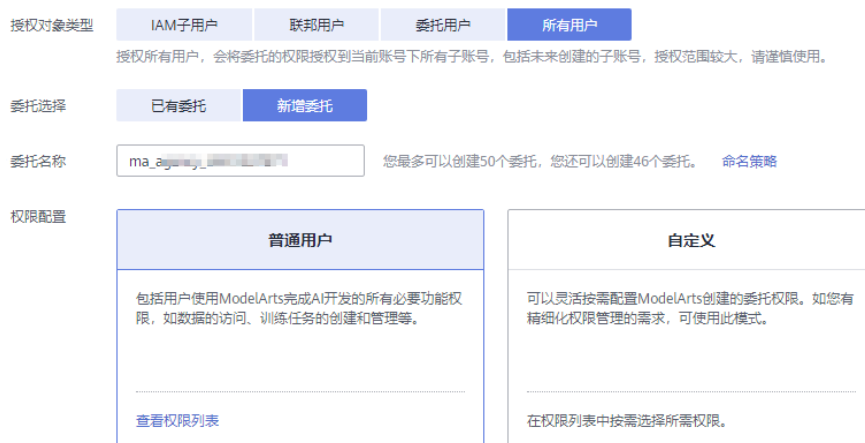 授权对象类型 IAM子用户 联邦用户 委托用户 所有用户
授权所有用户，会将委托的权限授权到当前账号下所有子账号，包括未来创建的子账号，授权范围较大，请谨慎使用。
委托选择 已有委托 新增委托
委托名称 您最多可以创建50个委托，您还可以创建46个委托。 命名策略
权限配置
普通用户 自定义
包括用户使用ModelArts完成AI开发的所有必要功能权 可以灵活按需配置ModelArts创建的委托权限。如您有
限，如数据的访问、训练任务的创建和管理等。 精细化权限管理的需求，可使用此模式。
查看权限列表 在权限列表中按需选择所需权限。